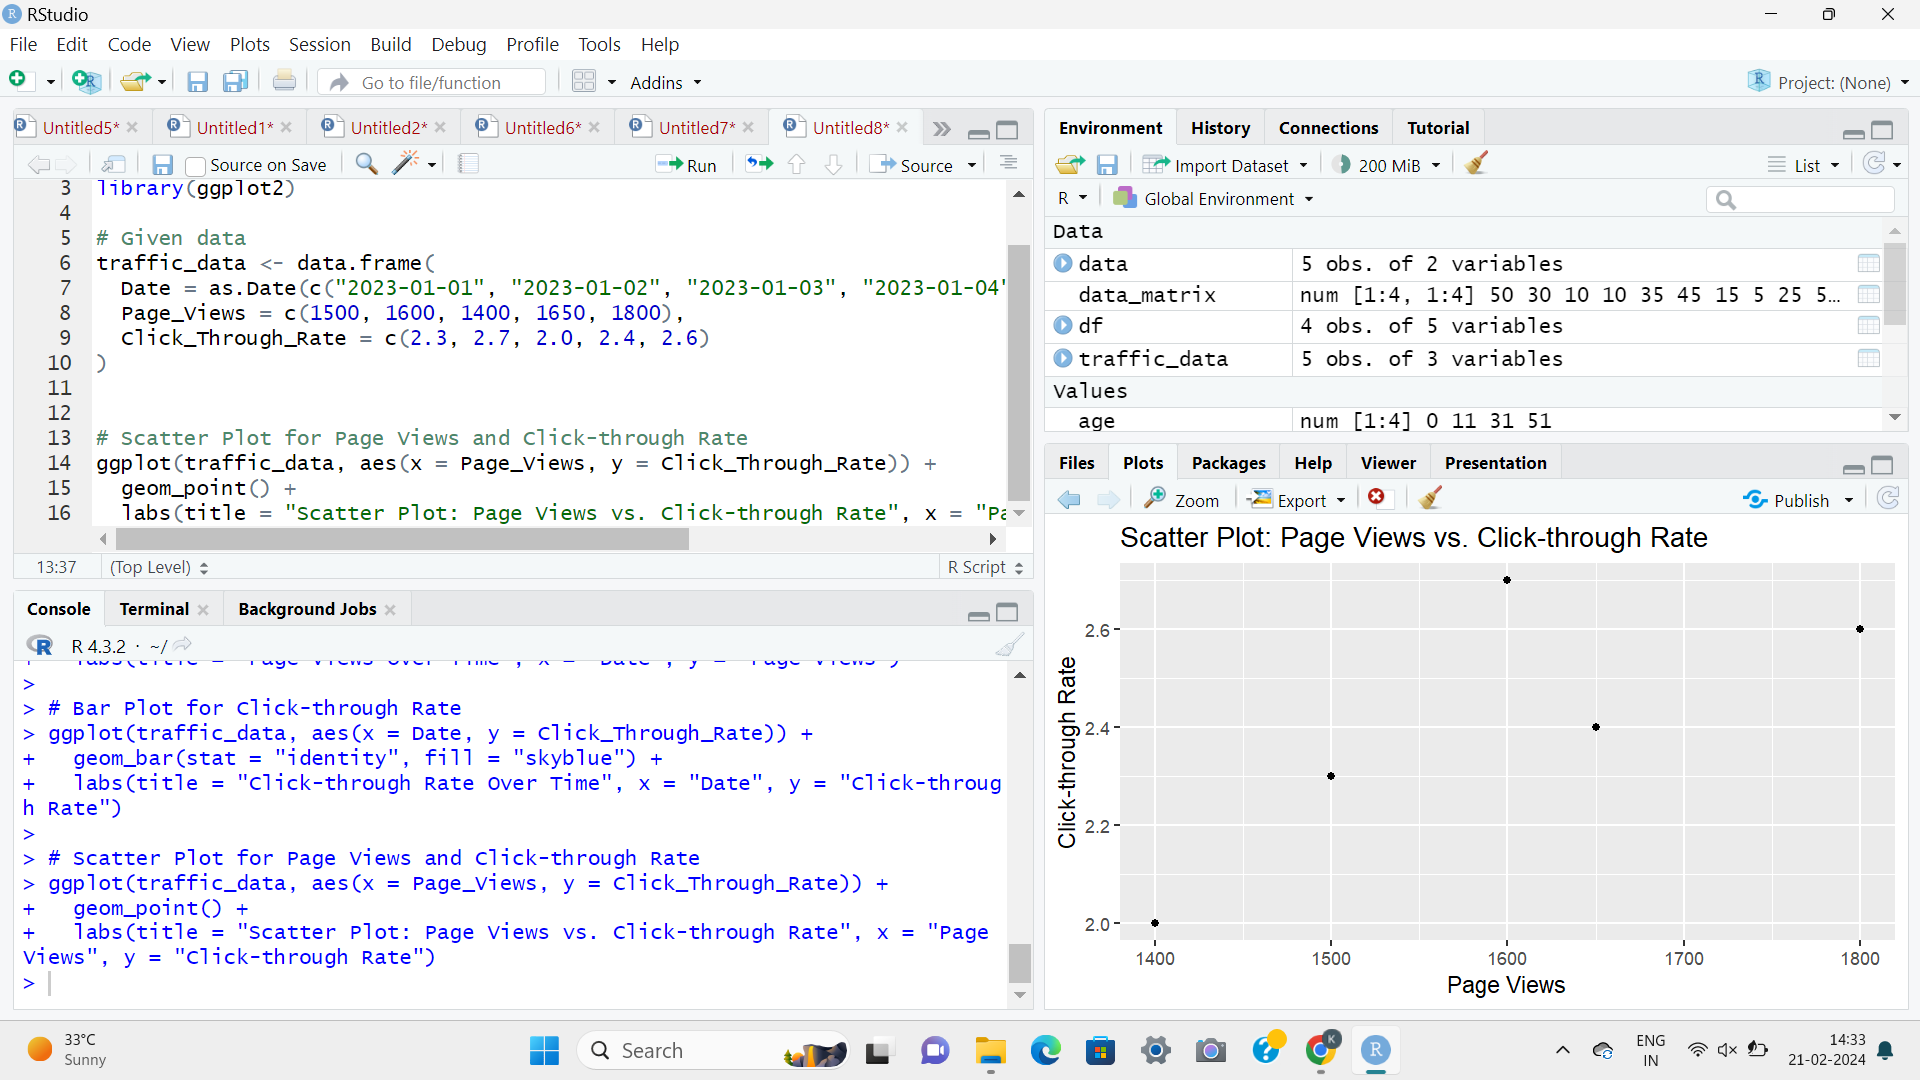 RStudio
File Edit Code View Plots Session Build Debug Profile Tools Help
Go to file/function Addins Project: (None)
Untitled5* Untitled1* Untitled2* Untitled6* Untitled7* Untitled8*
Source on Save Run Source
3 library(ggplot2)
4
5 # Given data
6 traffic_data <- data.frame(
7 Date = as.Date(c("2023-01-01", "2023-01-02", "2023-01-03", "2023-01-04"
8 Page_Views = c(1500, 1600, 1400, 1650, 1800),
9 Click_Through_Rate = c(2.3, 2.7, 2.0, 2.4, 2.6)
10 )
11
12
13 # Scatter Plot for Page Views and Click-through Rate
14 ggplot(traffic_data, aes(x = Page_Views, y = Click_Through_Rate)) +
15 geom_point() +
16 labs(title = "Scatter Plot: Page Views vs. Click-through Rate", x = "Pa
13:37 (Top Level) R Script
Console Terminal Background Jobs
R 4.3.2 · ~/
+ labs(title = "Page Views Over Time", x = "Date", y = "Page Views")
>
> # Bar Plot for Click-through Rate
> ggplot(traffic_data, aes(x = Date, y = Click_Through_Rate)) +
+ geom_bar(stat = "identity", fill = "skyblue") +
+ labs(title = "Click-through Rate Over Time", x = "Date", y = "Click-throug
h Rate")
>
> # Scatter Plot for Page Views and Click-through Rate
> ggplot(traffic_data, aes(x = Page_Views, y = Click_Through_Rate)) +
+ geom_point() +
+ labs(title = "Scatter Plot: Page Views vs. Click-through Rate", x = "Page
Views", y = "Click-through Rate")
>
Environment History Connections Tutorial
Import Dataset 200 MiB List
R Global Environment
Data
data 5 obs. of 2 variables
data_matrix num [1:4, 1:4] 50 30 10 10 35 45 15 5 25 5...
df 4 obs. of 5 variables
traffic_data 5 obs. of 3 variables
Values
age num [1:4] 0 11 31 51
Files Plots Packages Help Viewer Presentation
Zoom Export Publish
Scatter Plot: Page Views vs. Click-through Rate
Click-through Rate
2.6
2.4
2.2
2.0
1400 1500 1600 1700 1800
Page Views
33°C
Sunny
Search
K
R
ENG
IN
14:33
21-02-2024